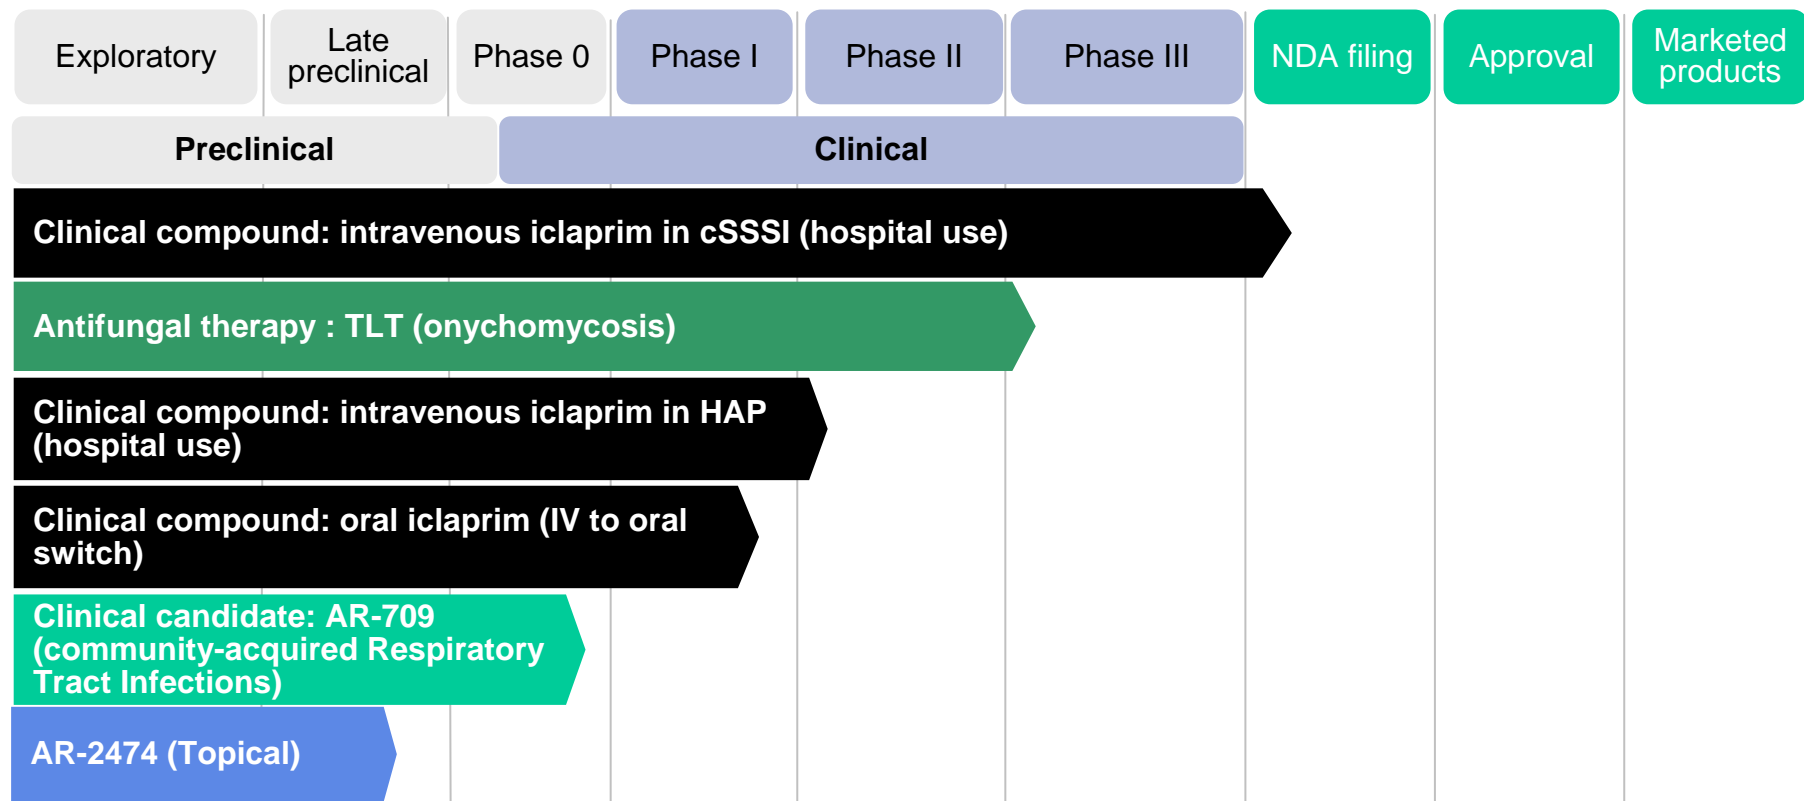 Exploratory
Late
preclinical
Phase 0
Phase I
Phase II
Phase III
NDA filing
Approval
Marketed
products
Preclinical
Clinical
Clinical compound: intravenous iclaprim in cSSSI (hospital use)
Antifungal therapy : TLT (onychomycosis)
Clinical compound: intravenous iclaprim in HAP
(hospital use)
Clinical compound: oral iclaprim (IV to oral
switch)
Clinical candidate: AR-709
(community-acquired Respiratory
Tract Infections)
AR-2474 (Topical)